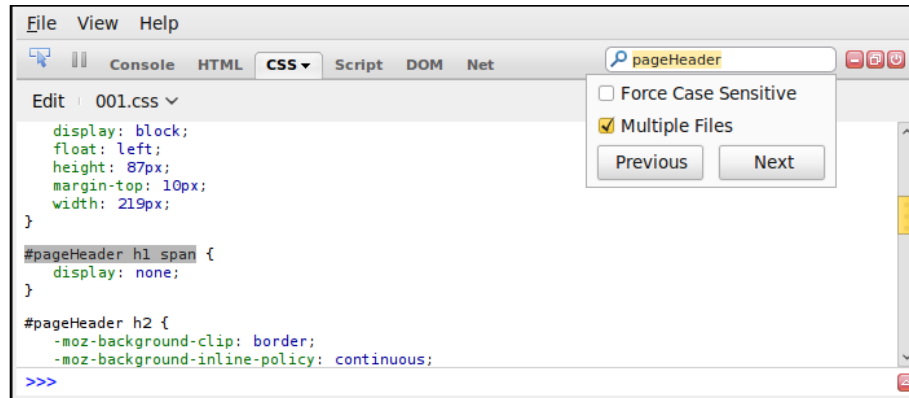 File View Help
Console HTML CSS Script DOM Net pageHeader
Edit 001.css
Force Case Sensitive
Multiple Files
Previous Next
display: block;
float: left;
height: 87px;
margin-top: 10px;
width: 219px;
}
#pageHeader h1 span {
display: none;
}
#pageHeader h2 {
-moz-background-clip: border;
-moz-background-inline-policy: continuous;
>>>